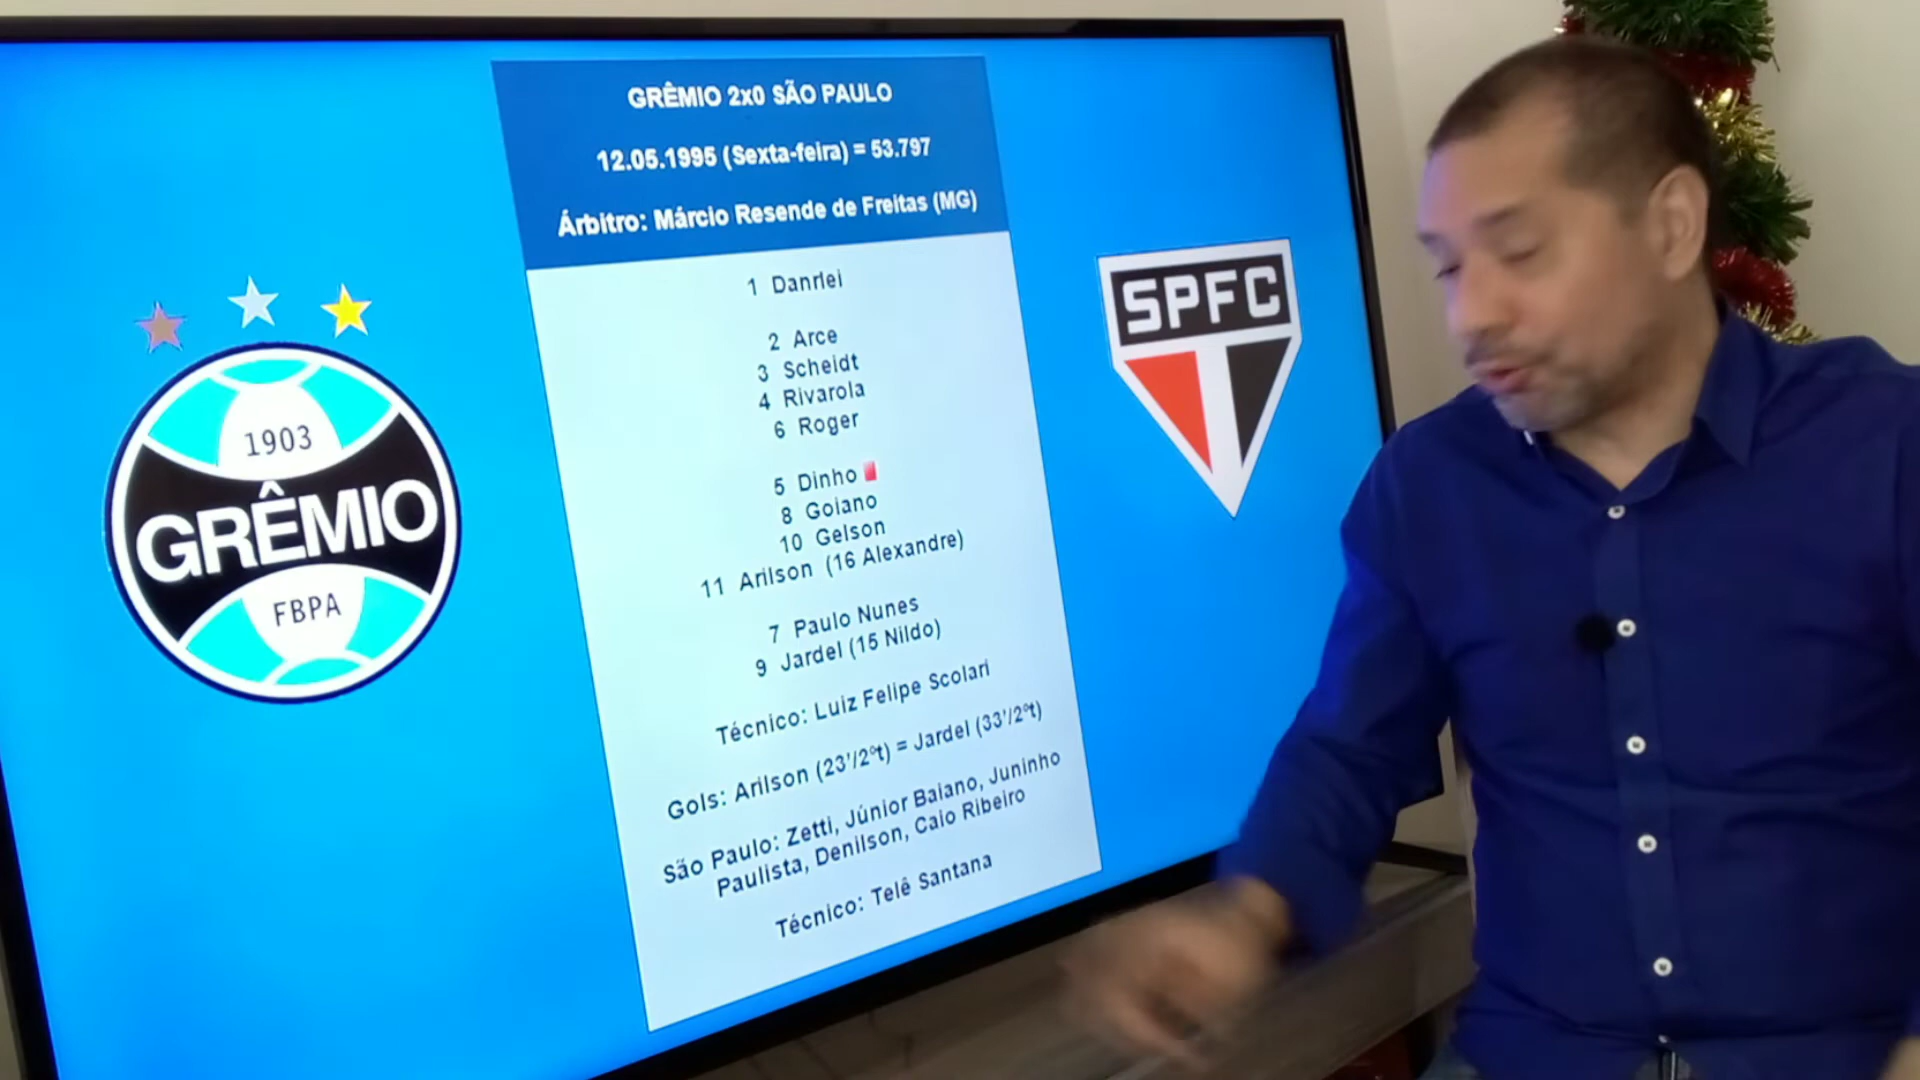 GRÊMIO 2x0 SÃO PAULO
12.05.1995 (Sexta-feira) = 53.797
Árbitro: Márcio Resende de Freitas (MG)
1 Danrlei
2 Arce
3 Scheidt
4 Rivarola
6 Roger
5 Dinho
8 Goiano
10 Gelson
11 Arilson (16 Alexandre)
7 Paulo Nunes
9 Jardel (15 Nildo)
Técnico: Luiz Felipe Scolari
Gols: Arilson (23'/2ºt) = Jardel (33'/2ºt)
São Paulo: Zetti, Júnior Baiano, Juninho
Paulista, Denilson, Caio Ribeiro
Técnico: Telê Santana
1903
GRÊMIO
FBPA
SPFC